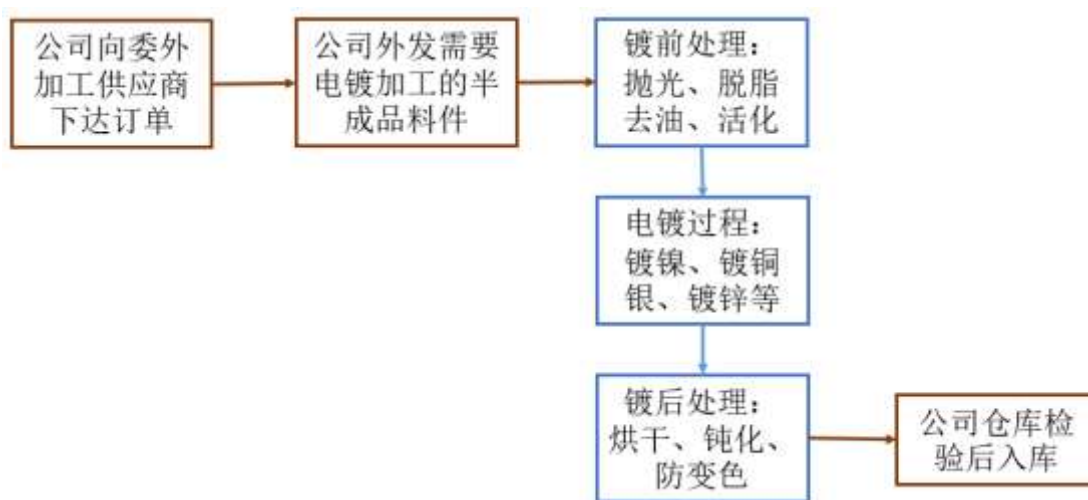 公司向委外
加工供应商
下达订单
公司外发需要
电镀加工的半
成品料件
镀前处理：
抛光、脱脂
去油、活化
电镀过程：
镀镍、镀铜
银、镀锌等
镀后处理：
烘干、钝化、
防变色
公司仓库检
验后入库